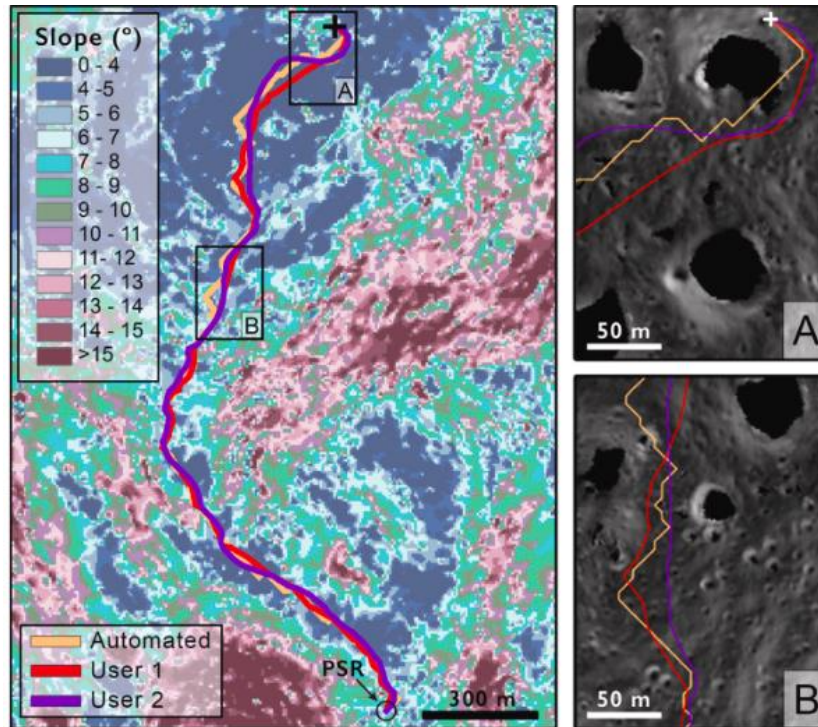 Slope (°)
0 - 4
4 -5
5 - 6
6 - 7
7 - 8
8 - 9
9 - 10
10 - 11
11- 12
12 - 13
13 - 14
14 - 15
>15
A
B
Automated
User 1
User 2
PSR
300 m
50 m
A
50 m
B